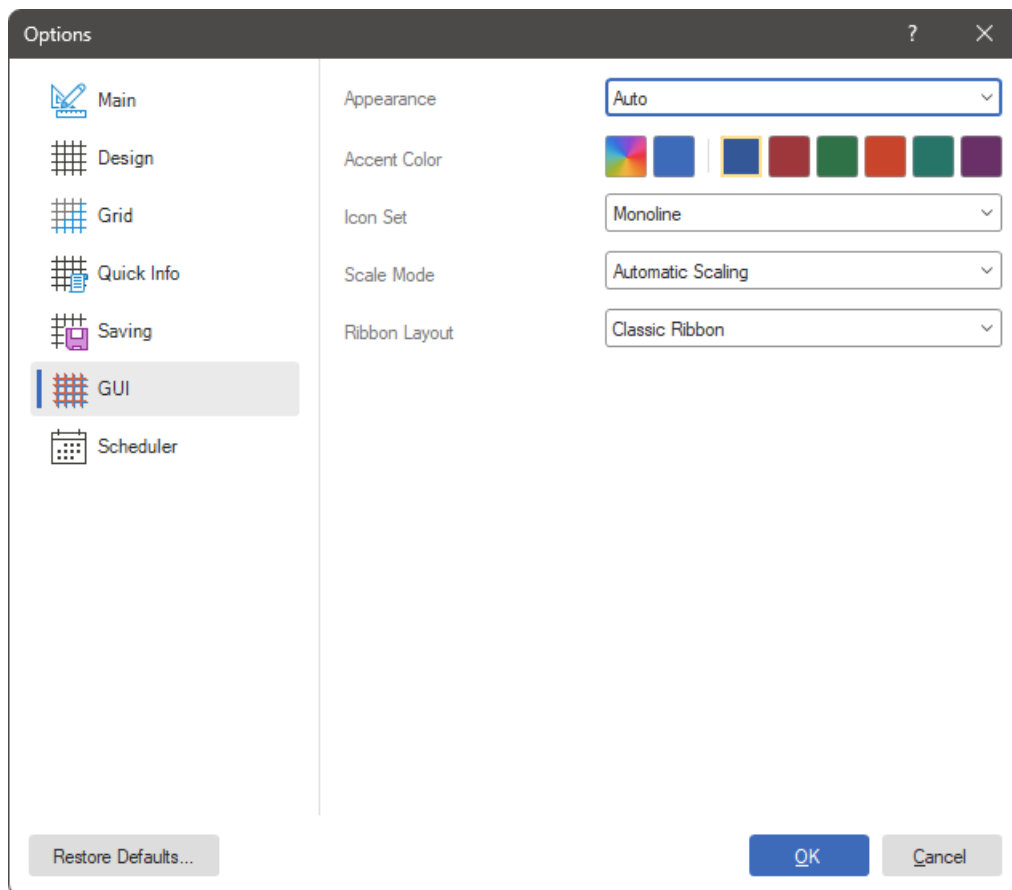 Options
?
Main
Design
Grid
Quick Info
Saving
GUI
Scheduler
Appearance
Auto
Accent Color
Icon Set
Monoline
Scale Mode
Automatic Scaling
Ribbon Layout
Classic Ribbon
Restore Defaults...
OK
Cancel